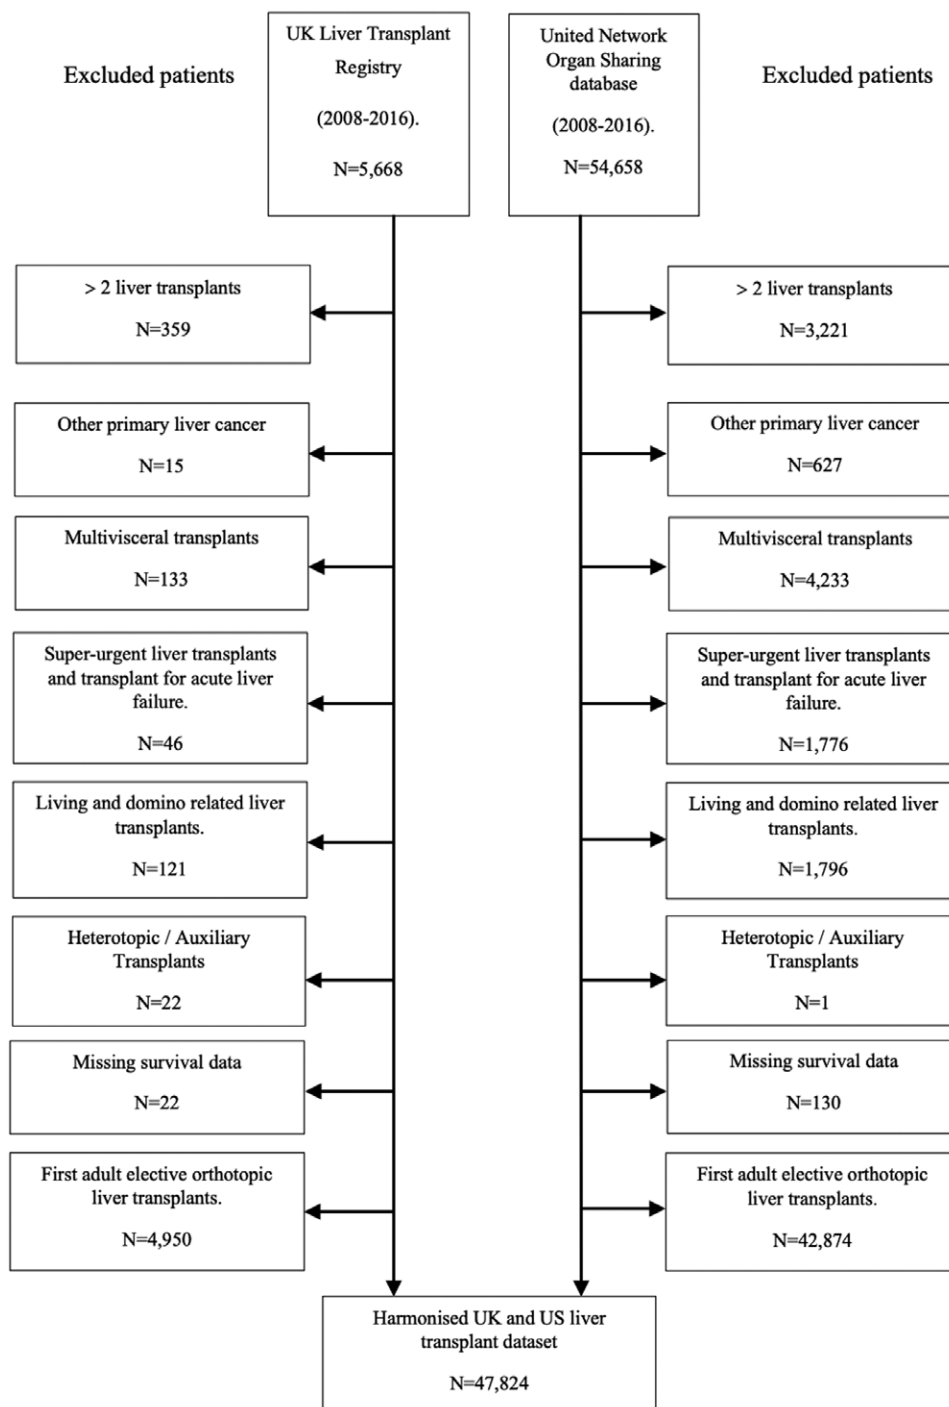 Excluded patients
UK Liver Transplant
Registry
(2008-2016).
N=5,668
United Network
Organ Sharing
database
(2008-2016).
N=54,658
Excluded patients
> 2 liver transplants
N=359
> 2 liver transplants
N=3,221
Other primary liver cancer
N=15
Other primary liver cancer
N=627
Multivisceral transplants
N=133
Multivisceral transplants
N=4,233
Super-urgent liver transplants
and transplant for acute liver
failure.
N=46
Super-urgent liver transplants
and transplant for acute liver
failure.
N=1,776
Living and domino related liver
transplants.
N=121
Living and domino related liver
transplants.
N=1,796
Heterotopic / Auxiliary
Transplants
N=22
Heterotopic / Auxiliary
Transplants
N=1
Missing survival data
N=22
Missing survival data
N=130
First adult elective orthotopic
liver transplants.
N=4,950
First adult elective orthotopic
liver transplants.
N=42,874
Harmonised UK and US liver
transplant dataset
N=47,824